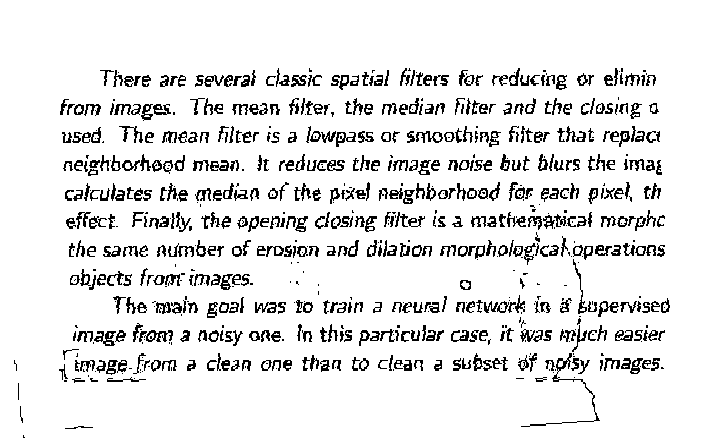 There are several classic spatial filters for reducing or elimin
from images. The mean filter, the median filter and the closing o
used. The mean filter is a lowpass or smoothing filter that replac
neighborhood mean. It reduces the image noise but blurs the imag
calculates the median of the pixel neighborhood for each pixel, th
effect. Finally, the opening closing filter is a mathematical morpho
the same number of erosion and dilation morphological operations
objects from images.
The main goal was to train a neural network in a supervised
image from a noisy one. In this particular case, it was much easier
image from a clean one than to clean a subset of noisy images.